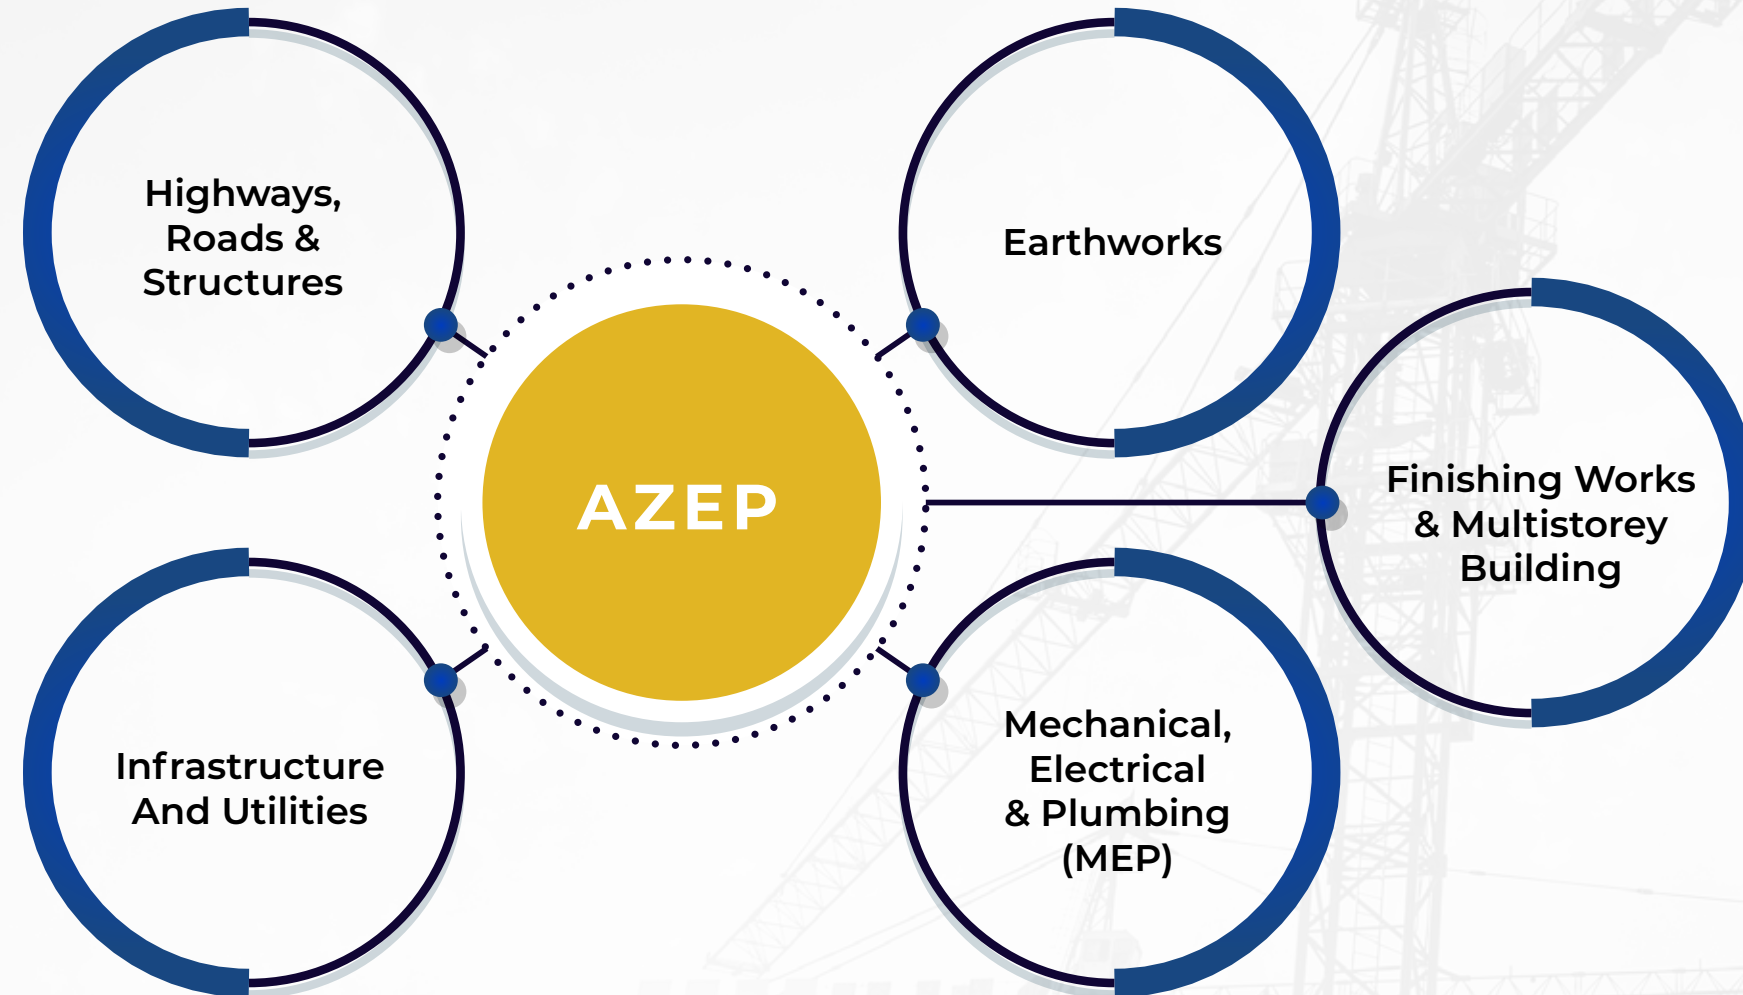 Highways,
Roads &
Structures
Earthworks
Finishing Works
& Multistorey
Building
AZEP
Infrastructure
And Utilities
Mechanical,
Electrical
& Plumbing
(MEP)